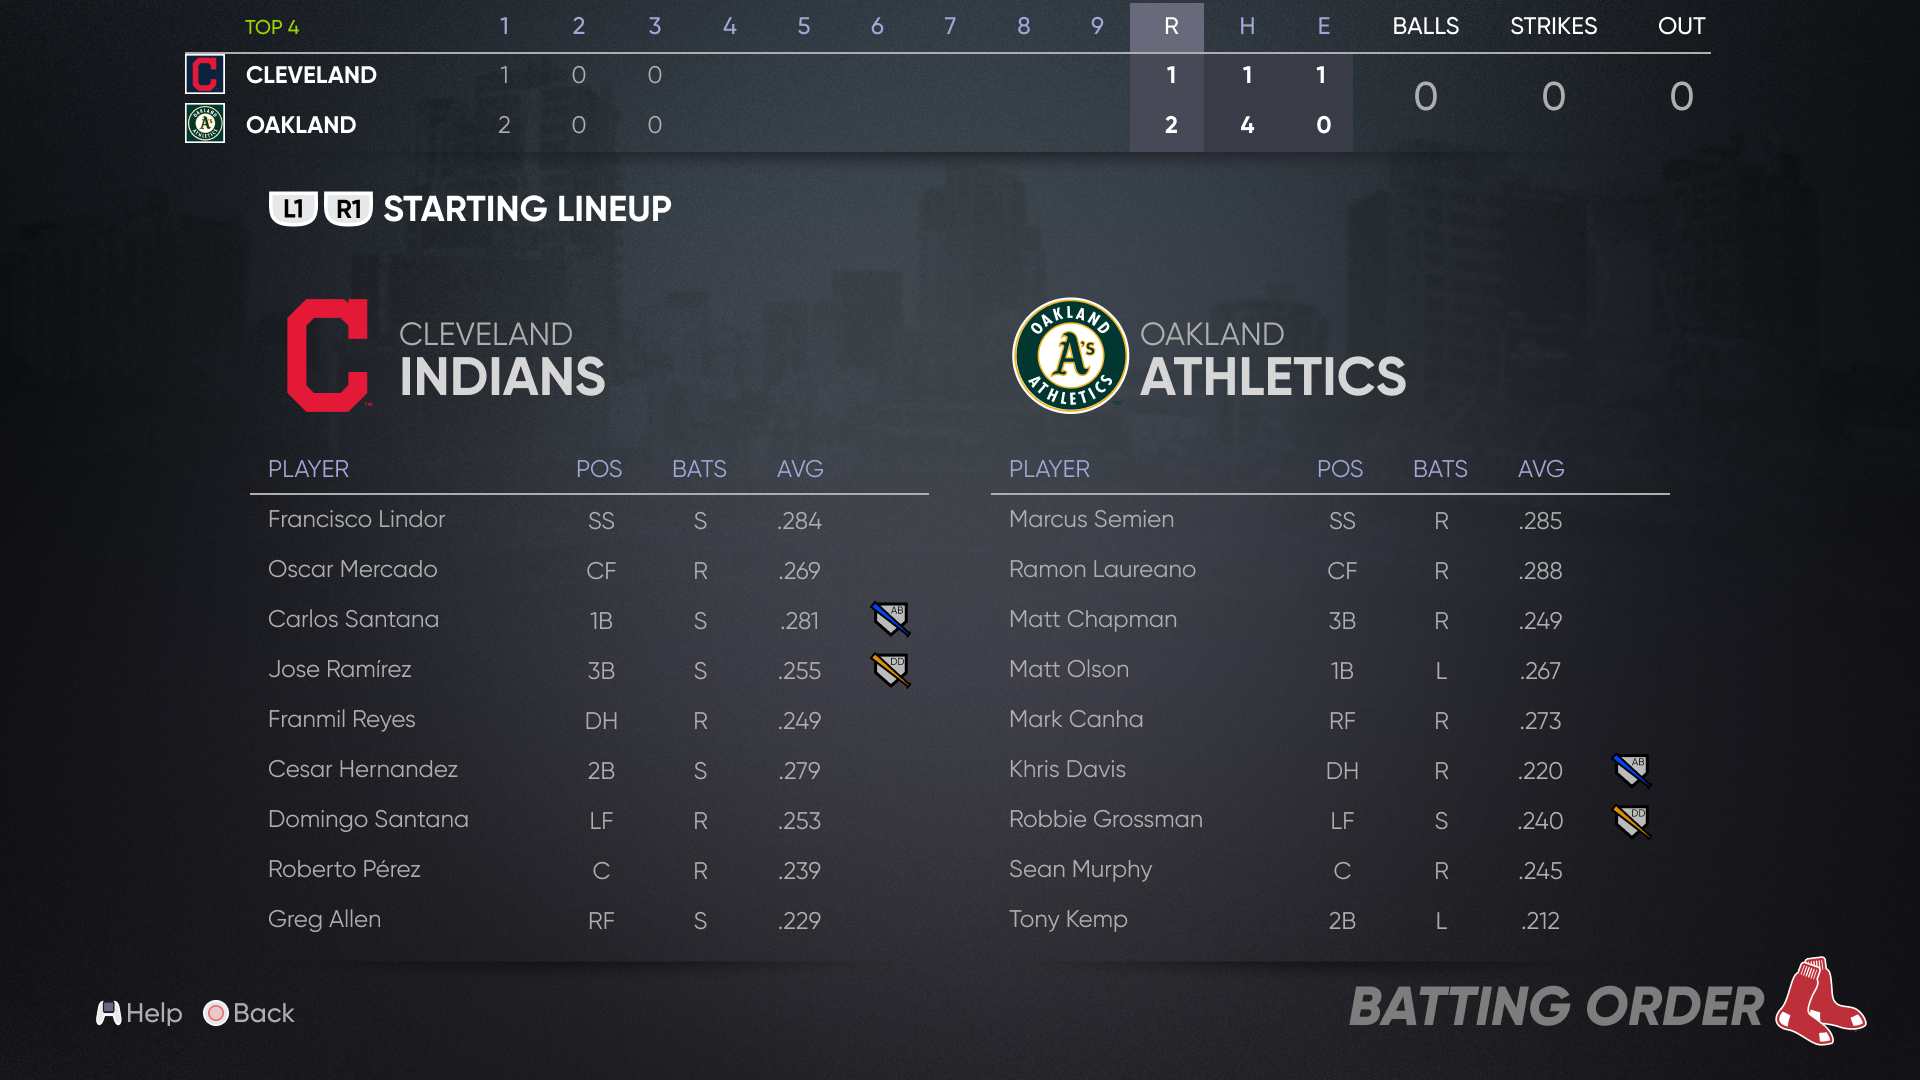 TOP 4 1 2 3 4 5 6 7 8 9 R H E BALLS STRIKES OUT
CLEVELAND 1 0 0 1 1 1
OAKLAND 2 0 0 2 4 0
0 0 0
L1 R1 STARTING LINEUP
CLEVELAND
INDIANS
PLAYER POS BATS AVG
Francisco Lindor SS S .284
Oscar Mercado CF R .269
Carlos Santana 1B S .281 AB
Jose Ramírez 3B S .255 DD
Franmil Reyes DH R .249
Cesar Hernandez 2B S .279
Domingo Santana LF R .253
Roberto Pérez C R .239
Greg Allen RF S .229
OAKLAND A's ATHLETICS
OAKLAND
ATHLETICS
PLAYER POS BATS AVG
Marcus Semien SS R .285
Ramon Laureano CF R .288
Matt Chapman 3B R .249
Matt Olson 1B L .267
Mark Canha RF R .273
Khris Davis DH R .220 AB
Robbie Grossman LF S .240 DD
Sean Murphy C R .245
Tony Kemp 2B L .212
Help Back
BATTING ORDER